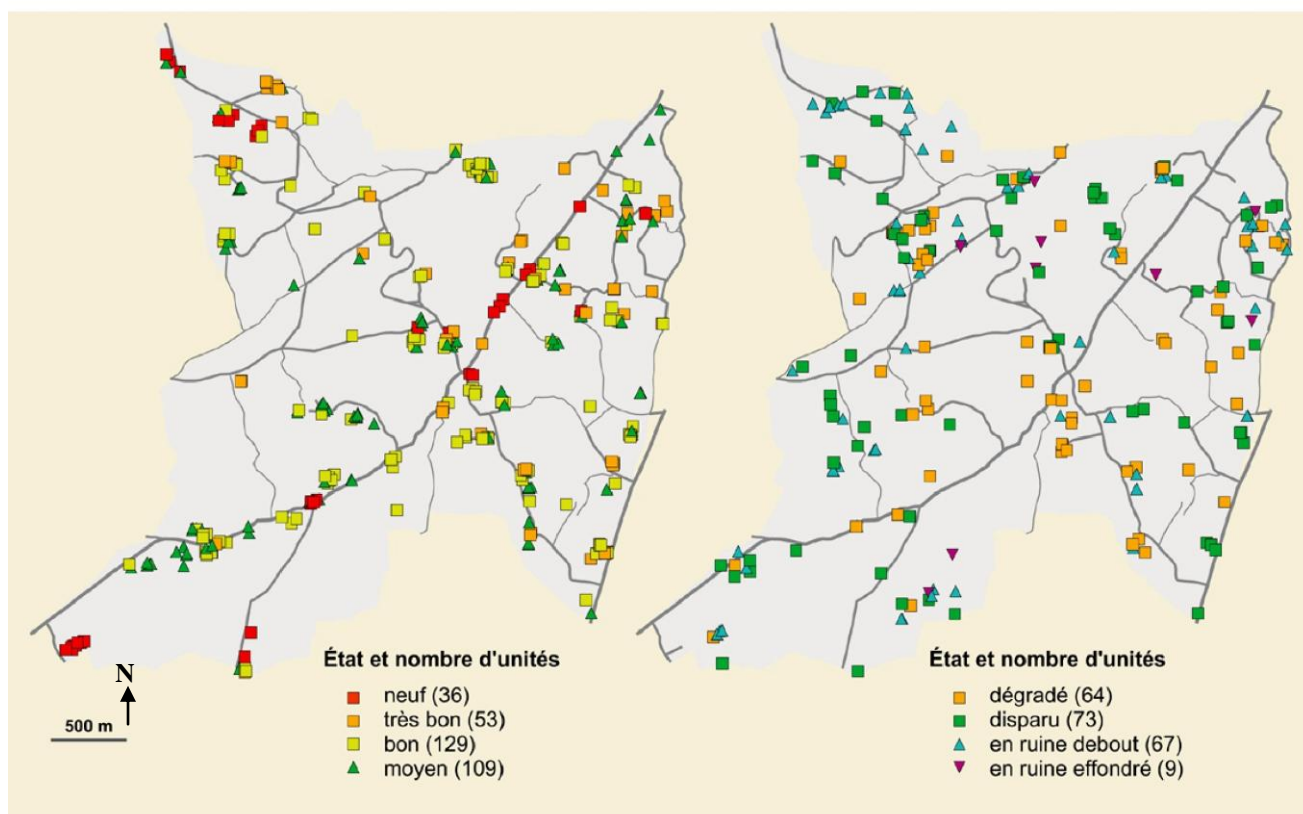 État et nombre d'unités
neuf (36)
très bon (53)
bon (129)
moyen (109)
N
500 m
État et nombre d'unités
dégradé (64)
disparu (73)
en ruine debout (67)
en ruine effondré (9)